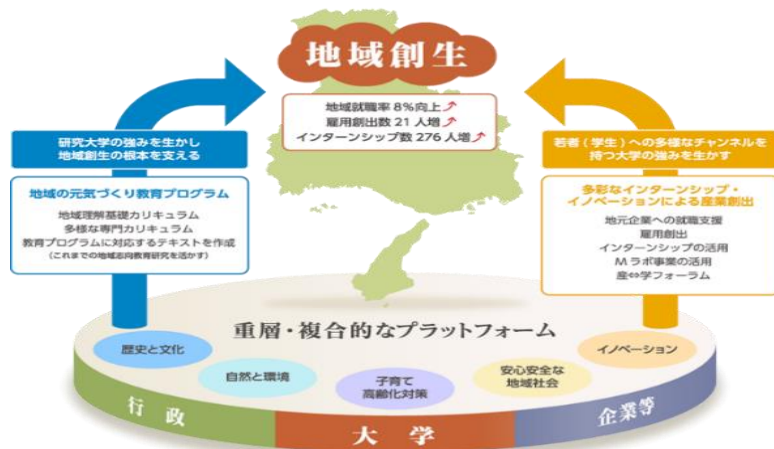 地域創生
地域就職率 8%向上
雇用創出数 21 人増
インターンシップ数 276 人増
研究大学の強みを生かし
地域創生の根本を支える
地域の元気づくり教育プログラム
地域理解基礎カリキュラム
多様な専門カリキュラム
教育プログラムに対応するテキストを作成
(これまでの地域志向教育研究を活かす)
若者(学生)への多様なチャンネルを
持つ大学の強みを生かす
多彩なインターンシップ・
イノベーションによる産業創出
地元企業への就職支援
雇用創出
インターンシップの活用
M ラボ事業の活用
産⇔学フォーラム
重層・複合的なプラットフォーム
歴史と文化
自然と環境
子育て
高齢化対策
安心安全な
地域社会
イノベーション
行政
大学
企業等